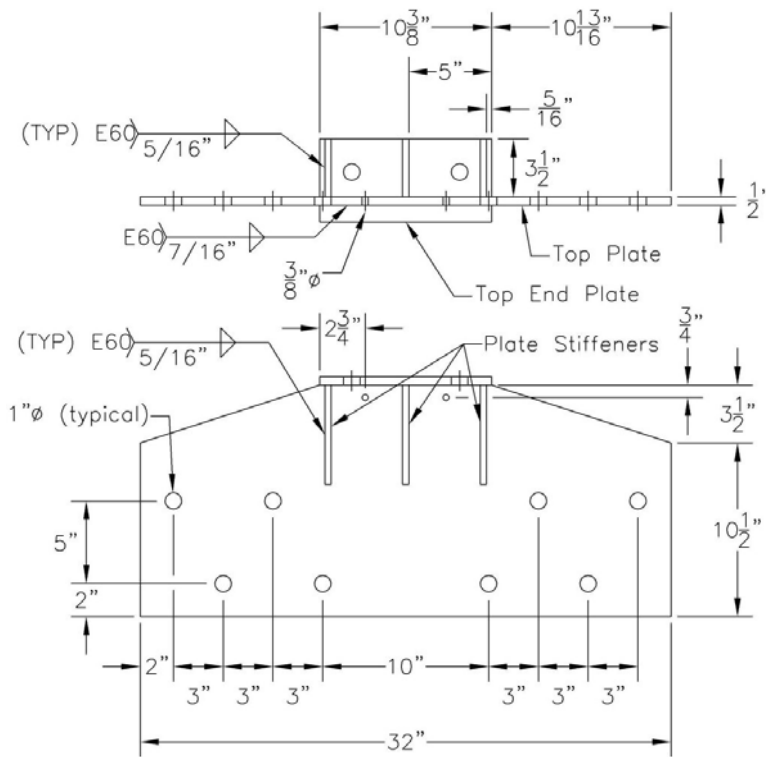 10 3/8" 10 13/16"
5"
5/16"
(TYP) E60 5/16"
3 1/2"
1/2'
E60 7/16"
3/8"ø
Top Plate
Top End Plate
2 3/4"
3/4"
(TYP) E60 5/16"
Plate Stiffeners
3 1/2"
1"ø (typical)
5"
10 1/2"
2"
2" 10"
3" 3" 3" 3" 3" 3"
32"